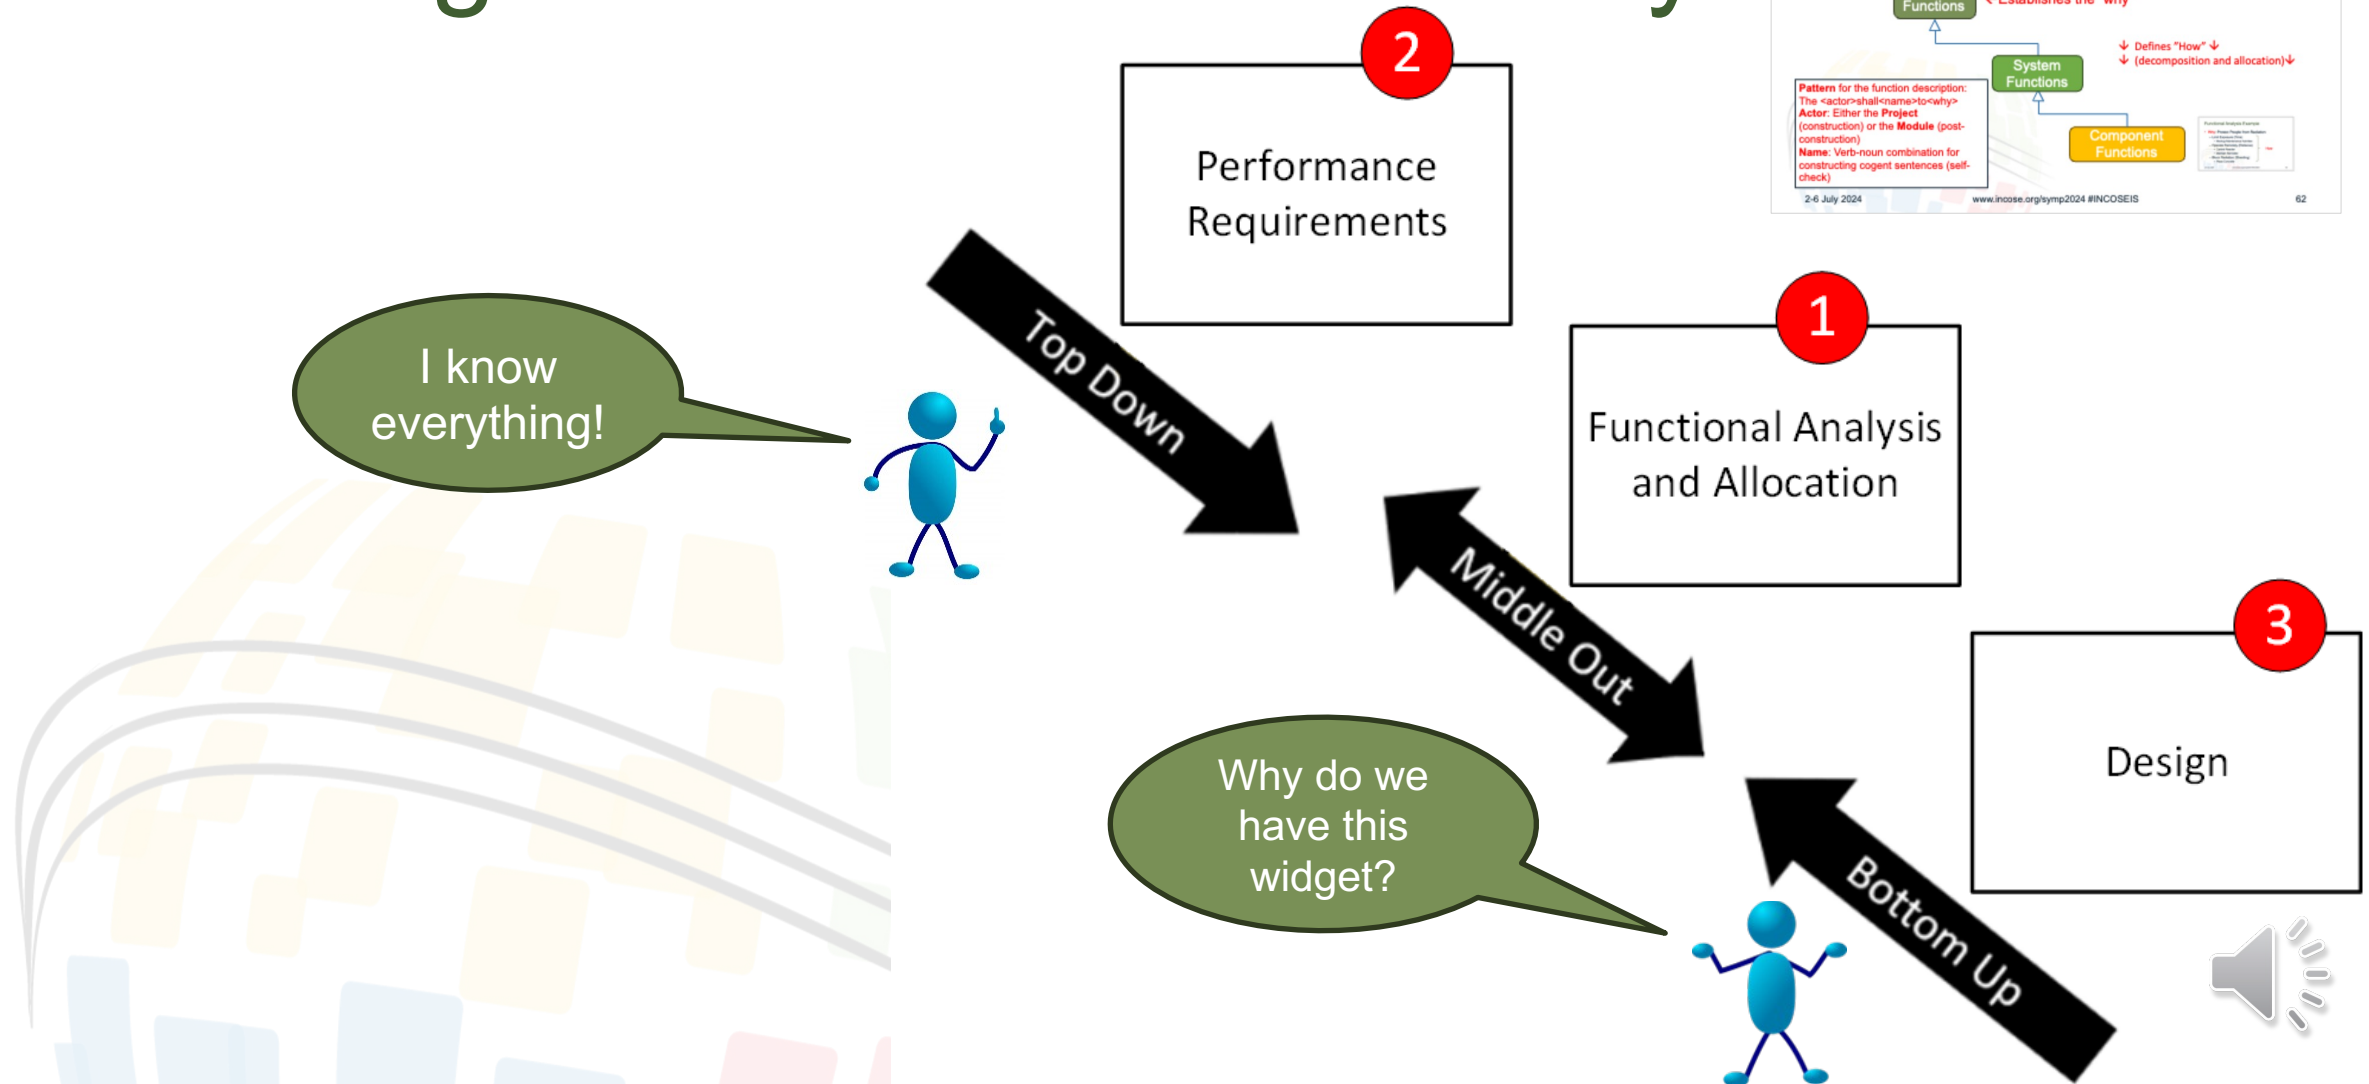 Functions
2
Defines "How"
(decomposition and allocation)
System
Functions
Pattern for the function description:
The <actor>shall<name>to<why>
Actor: Either the Project
(construction) or the Module (post-
construction)
Name: Verb-noun combination for
constructing cogent sentences (self-
check)
Component
Functions
2-6 July 2024
www.incose.org/symp2024 #INCOSEIS
62
Performance
Requirements
1
Top Down
I know
everything!
Functional Analysis
and Allocation
Middle Out
3
Design
Why do we
have this
widget?
Bottom Up